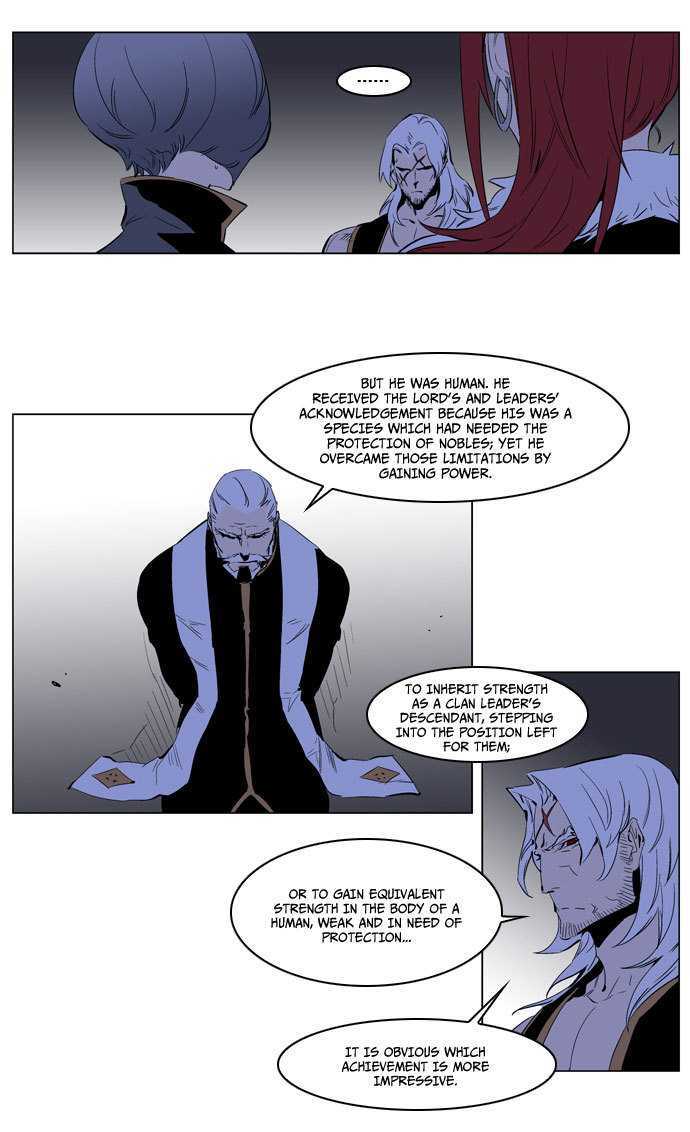 ------
BUT HE WAS HUMAN. HE
RECEIVED THE LORD'S AND LEADERS'
ACKNOWLEDGEMENT BECAUSE HIS WAS A
SPECIES WHICH HAD NEEDED THE
PROTECTION OF NOBLES; YET HE
OVERCAME THOSE LIMITATIONS BY
GAINING POWER.
TO INHERIT STRENGTH
AS A CLAN LEADER'S
DESCENDANT, STEPPING
INTO THE POSITION LEFT
FOR THEM;
OR TO GAIN EQUIVALENT
STRENGTH IN THE BODY OF A
HUMAN, WEAK AND IN NEED OF
PROTECTION...
IT IS OBVIOUS WHICH
ACHIEVEMENT IS MORE
IMPRESSIVE.